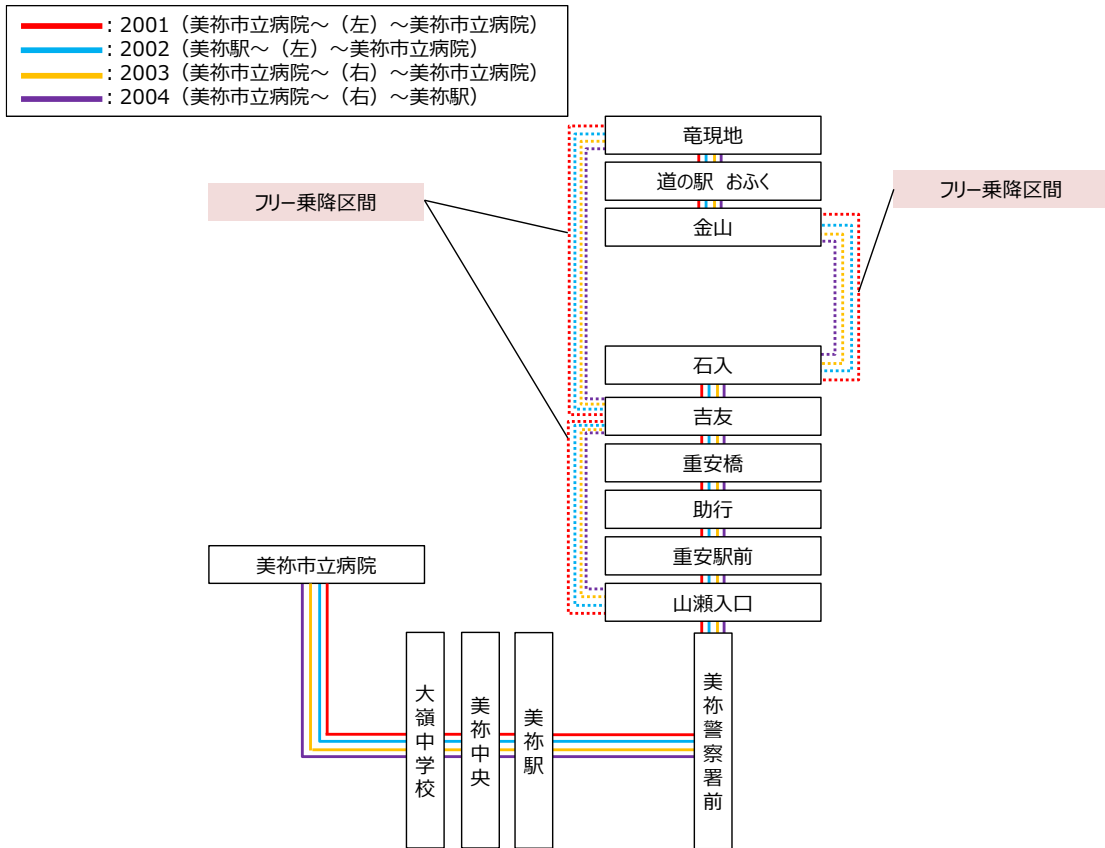 : 2001（美祢市立病院～（左）～美祢市立病院）
: 2002（美祢駅～（左）～美祢市立病院）
: 2003（美祢市立病院～（右）～美祢市立病院）
: 2004（美祢市立病院～（右）～美祢駅）
竜現地
道の駅 おふく
フリー乗降区間
フリー乗降区間
金山
石入
吉友
重安橋
助行
美祢市立病院
重安駅前
山瀬入口
大嶺中学校
美祢中央
美祢駅
美祢警察署前